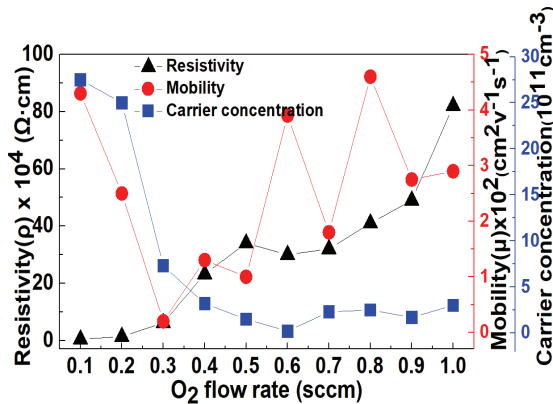 Resistivity(ρ) x 10⁴ (Ω·cm)
100
80
60
40
20
0
Resistivity
Mobility
Carrier concentration
0.1 0.2 0.3 0.4 0.5 0.6 0.7 0.8 0.9 1.0
O₂ flow rate (sccm)
5
4
3
2
1
0
Mobility(μ)x10²(cm2v-1s-1)
30
25
20
15
10
5
0
Carrier concentration(10 11 cm-3)